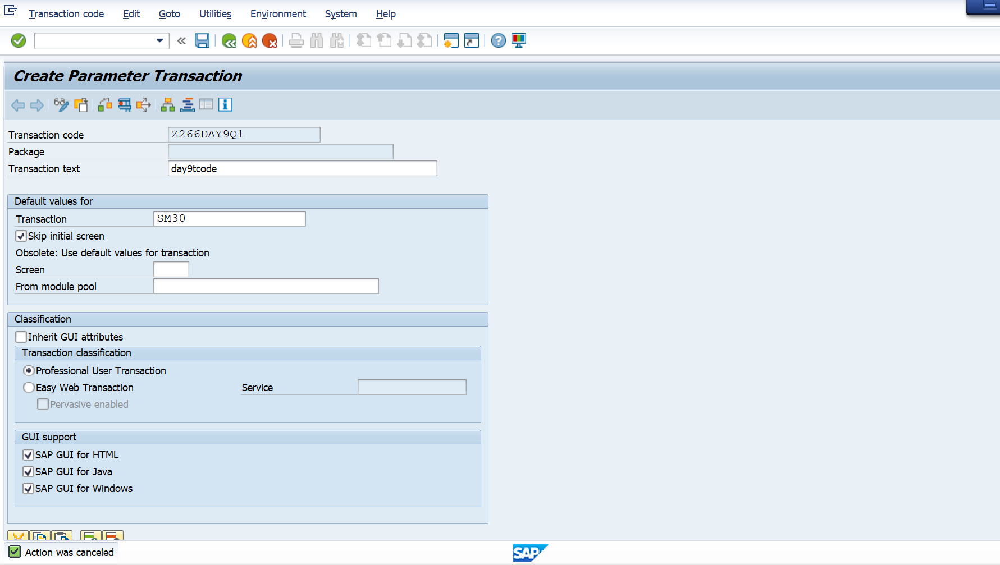 Transaction code Edit Goto Utilities Environment System Help
Create Parameter Transaction
Transaction code Z266DAY9Q1
Package
Transaction text day9tcode
Default values for
Transaction SM30
Skip initial screen
Obsolete: Use default values for transaction
Screen
From module pool
Classification
Inherit GUI attributes
Transaction classification
Professional User Transaction
Easy Web Transaction Service
Pervasive enabled
GUI support
SAP GUI for HTML
SAP GUI for Java
SAP GUI for Windows
Action was canceled SAP